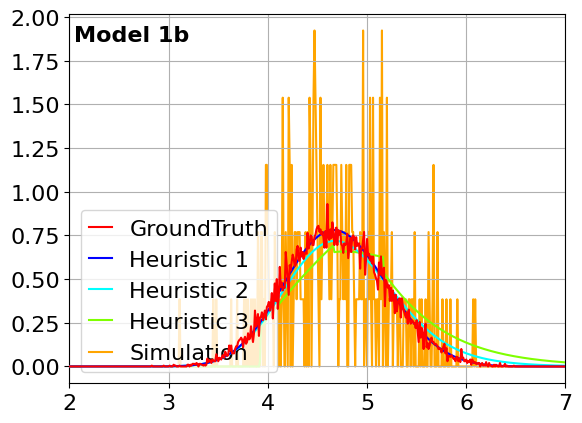 Model 1b
2.00
1.75
1.50
1.25
1.00
0.75
0.50
0.25
0.00
GroundTruth
Heuristic 1
Heuristic 2
Heuristic 3
Simulation
2 3 4 5 6 7